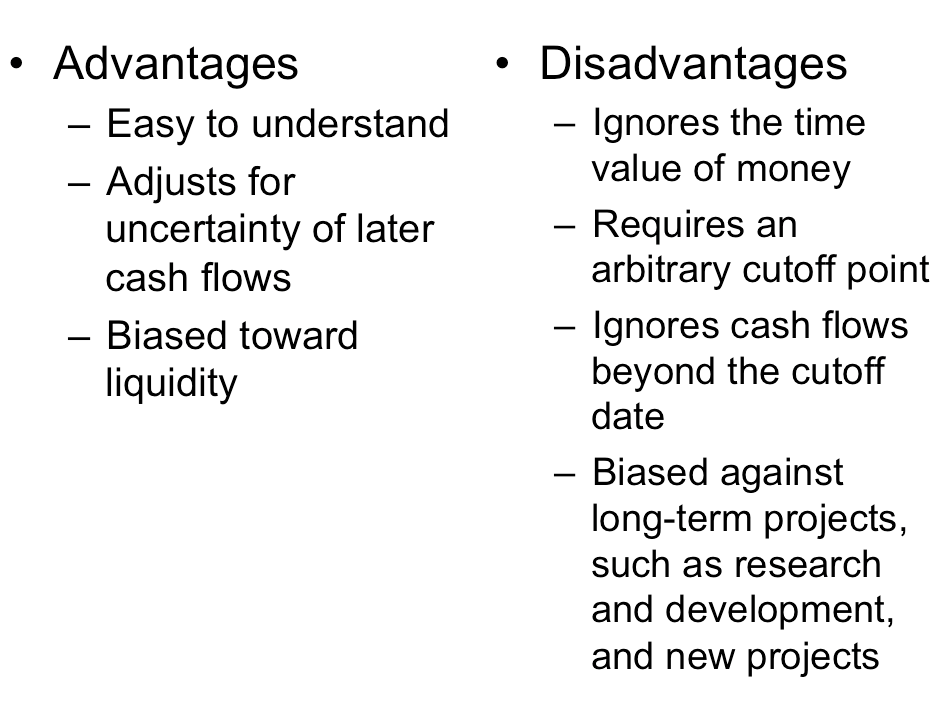 • Advantages
– Easy to understand
– Adjusts for
uncertainty of later
cash flows
– Biased toward
liquidity
• Disadvantages
– Ignores the time
value of money
– Requires an
arbitrary cutoff point
– Ignores cash flows
beyond the cutoff
date
– Biased against
long-term projects,
such as research
and development,
and new projects